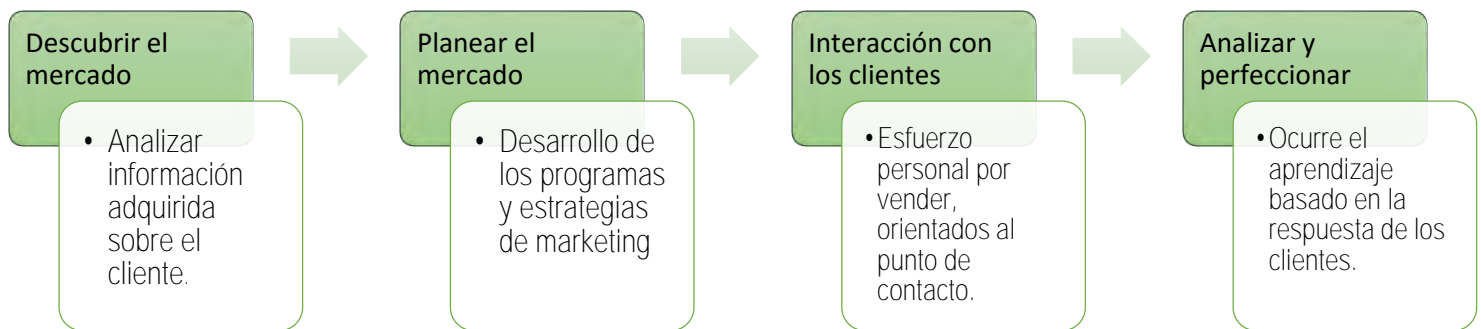 Descubrir el
mercado
• Analizar
información
adquirida
sobre el
cliente.
Planear el
mercado
• Desarrollo de
los programas
y estrategias
de marketing
Interacción con
los clientes
• Esfuerzo
personal por
vender,
orientados al
punto de
contacto.
Analizar y
perfeccionar
• Ocurre el
aprendizaje
basado en la
respuesta de los
clientes.